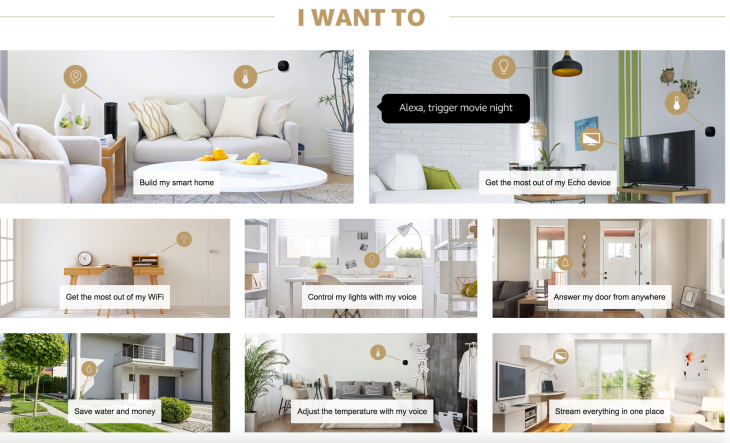 I WANT TO
Alexa, trigger movie night
Build my smart home
Get the most out of my Echo device
Get the most out of my WiFi
Control my lights with my voice
Answer my door from anywhere
Save water and money
Adjust the temperature with my voice
Stream everything in one place